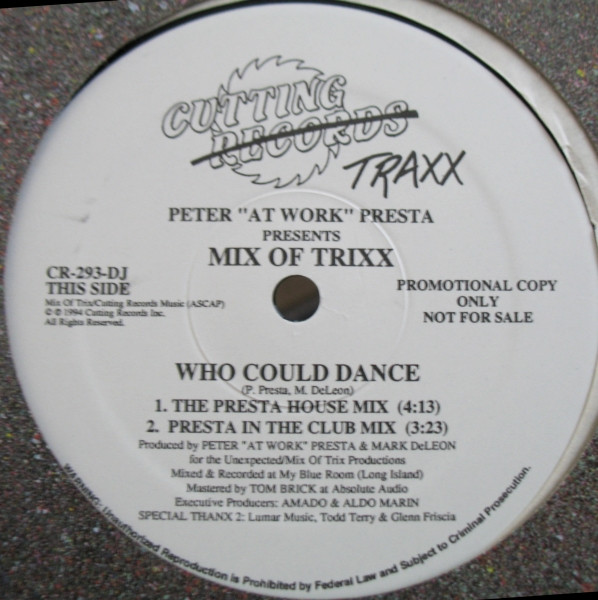 CUTTING
RECORDS
TRAXX
PETER "AT WORK" PRESTA
PRESENTS
MIX OF TRIXX
CR-293-DJ
THIS SIDE
Mix Of Trix/Cutting Records Music (ASCAP)
© ℗ 1994 Cutting Records Inc.
All Rights Reserved.
PROMOTIONAL COPY
ONLY
NOT FOR SALE
WHO COULD DANCE
(P. Presta, M. DeLeon)
1. THE PRESTA HOUSE MIX (4:13)
2. PRESTA IN THE CLUB MIX (3:23)
Produced by PETER "AT WORK" PRESTA & MARK DeLEON
for the Unexpected/Mix Of Trix Productions
Mixed & Recorded at My Blue Room (Long Island)
Mastered by TOM BRICK at Absolute Audio
Executive Producers: AMADO & ALDO MARIN
SPECIAL THANX 2: Lumar Music, Todd Terry & Glenn Friscia
WARNING: Unauthorized Reproduction is Prohibited by Federal Law and Subject to Criminal Prosecution.